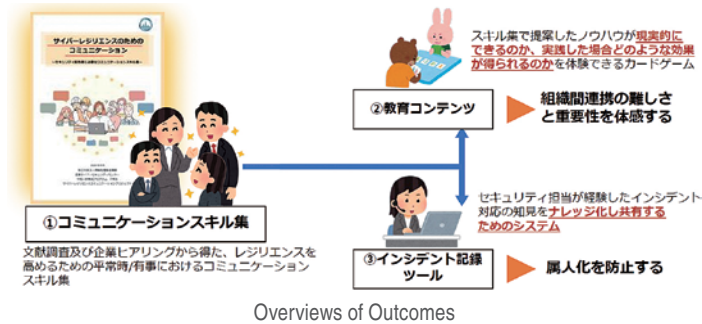 サイバーレジリエンスのための
コミュニケーション
①コミュニケーションスキル集
文献調査及び企業ヒアリングから得た、レジリエンスを
高めるための平常時/有事におけるコミュニケーション
スキル集
スキル集で提案したノウハウが現実的に
できるのか、実践した場合どのような効果
が得られるのかを体験できるカードゲーム
②教育コンテンツ
組織間連携の難しさ
と重要性を体感する
セキュリティ担当が経験したインシデント
対応の知見をナレッジ化し共有する
ためのシステム
③インシデント記録
ツール
属人化を防止する
Overviews of Outcomes